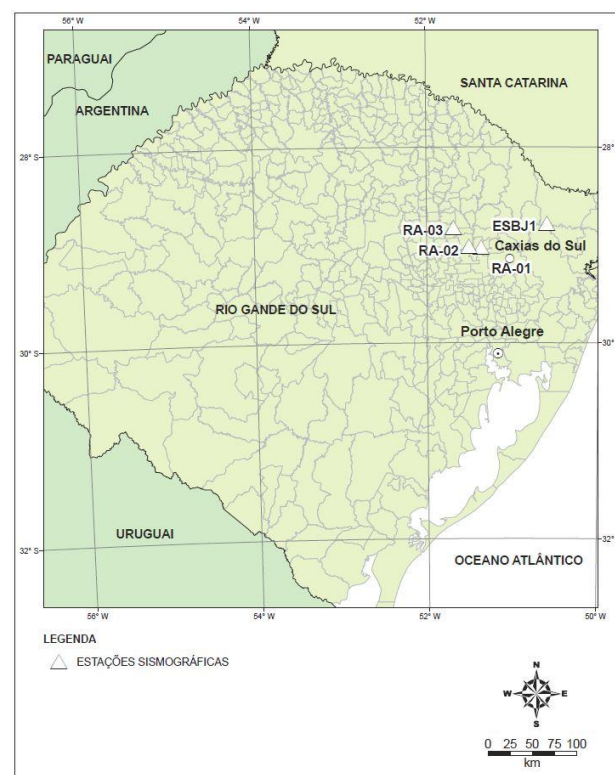 56° W
54° W
52° W
PARAGUAI
SANTA CATARINA
ARGENTINA
28° S
28° S
RA-03
ESBJ1
RA-02
Caxias do Sul
RA-01
RIO GANDE DO SUL
Porto Alegre
30° S
30° S
URUGUAI
32° S
32° S
OCEANO ATLÂNTICO
56° W
54° W
52° W
50° W
LEGENDA
ESTAÇÕES SISMOGRÁFICAS
N
W
E
S
0 25 50 75 100
km